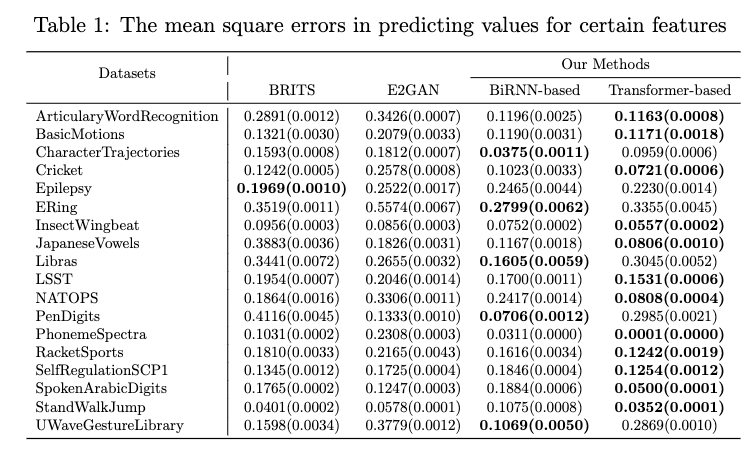 Table 1: The mean square errors in predicting values for certain features
Datasets Our Methods
BRITS E2GAN BiRNN-based Transformer-based
ArticularyWordRecognition 0.2891(0.0012) 0.3426(0.0007) 0.1196(0.0025) 0.1163(0.0008)
BasicMotions 0.1321(0.0030) 0.2079(0.0033) 0.1190(0.0031) 0.1171(0.0018)
CharacterTrajectories 0.1593(0.0008) 0.1812(0.0007) 0.0375(0.0011) 0.0959(0.0006)
Cricket 0.1242(0.0005) 0.2578(0.0008) 0.1023(0.0033) 0.0721(0.0006)
Epilepsy 0.1969(0.0010) 0.2522(0.0017) 0.2465(0.0044) 0.2230(0.0014)
ERing 0.3519(0.0011) 0.5574(0.0067) 0.2799(0.0062) 0.3355(0.0045)
InsectWingbeat 0.0956(0.0003) 0.0856(0.0003) 0.0752(0.0002) 0.0557(0.0002)
JapaneseVowels 0.3883(0.0036) 0.1826(0.0031) 0.1167(0.0018) 0.0806(0.0010)
Libras 0.3441(0.0072) 0.2655(0.0032) 0.1605(0.0059) 0.3045(0.0052)
LSST 0.1954(0.0007) 0.2046(0.0014) 0.1700(0.0011) 0.1531(0.0006)
NATOPS 0.1864(0.0016) 0.3306(0.0011) 0.2417(0.0014) 0.0808(0.0004)
PenDigits 0.4116(0.0045) 0.1333(0.0010) 0.0706(0.0012) 0.2985(0.0021)
PhonemeSpectra 0.1031(0.0002) 0.2308(0.0003) 0.0311(0.0000) 0.0001(0.0000)
RacketSports 0.1810(0.0033) 0.2165(0.0043) 0.1616(0.0034) 0.1242(0.0019)
SelfRegulationSCP1 0.1345(0.0012) 0.1725(0.0004) 0.1846(0.0004) 0.1254(0.0012)
SpokenArabicDigits 0.1765(0.0002) 0.1247(0.0003) 0.1884(0.0006) 0.0500(0.0001)
StandWalkJump 0.0401(0.0002) 0.0578(0.0001) 0.1075(0.0008) 0.0352(0.0001)
UWaveGestureLibrary 0.1598(0.0034) 0.3779(0.0012) 0.1069(0.0050) 0.2869(0.0010)